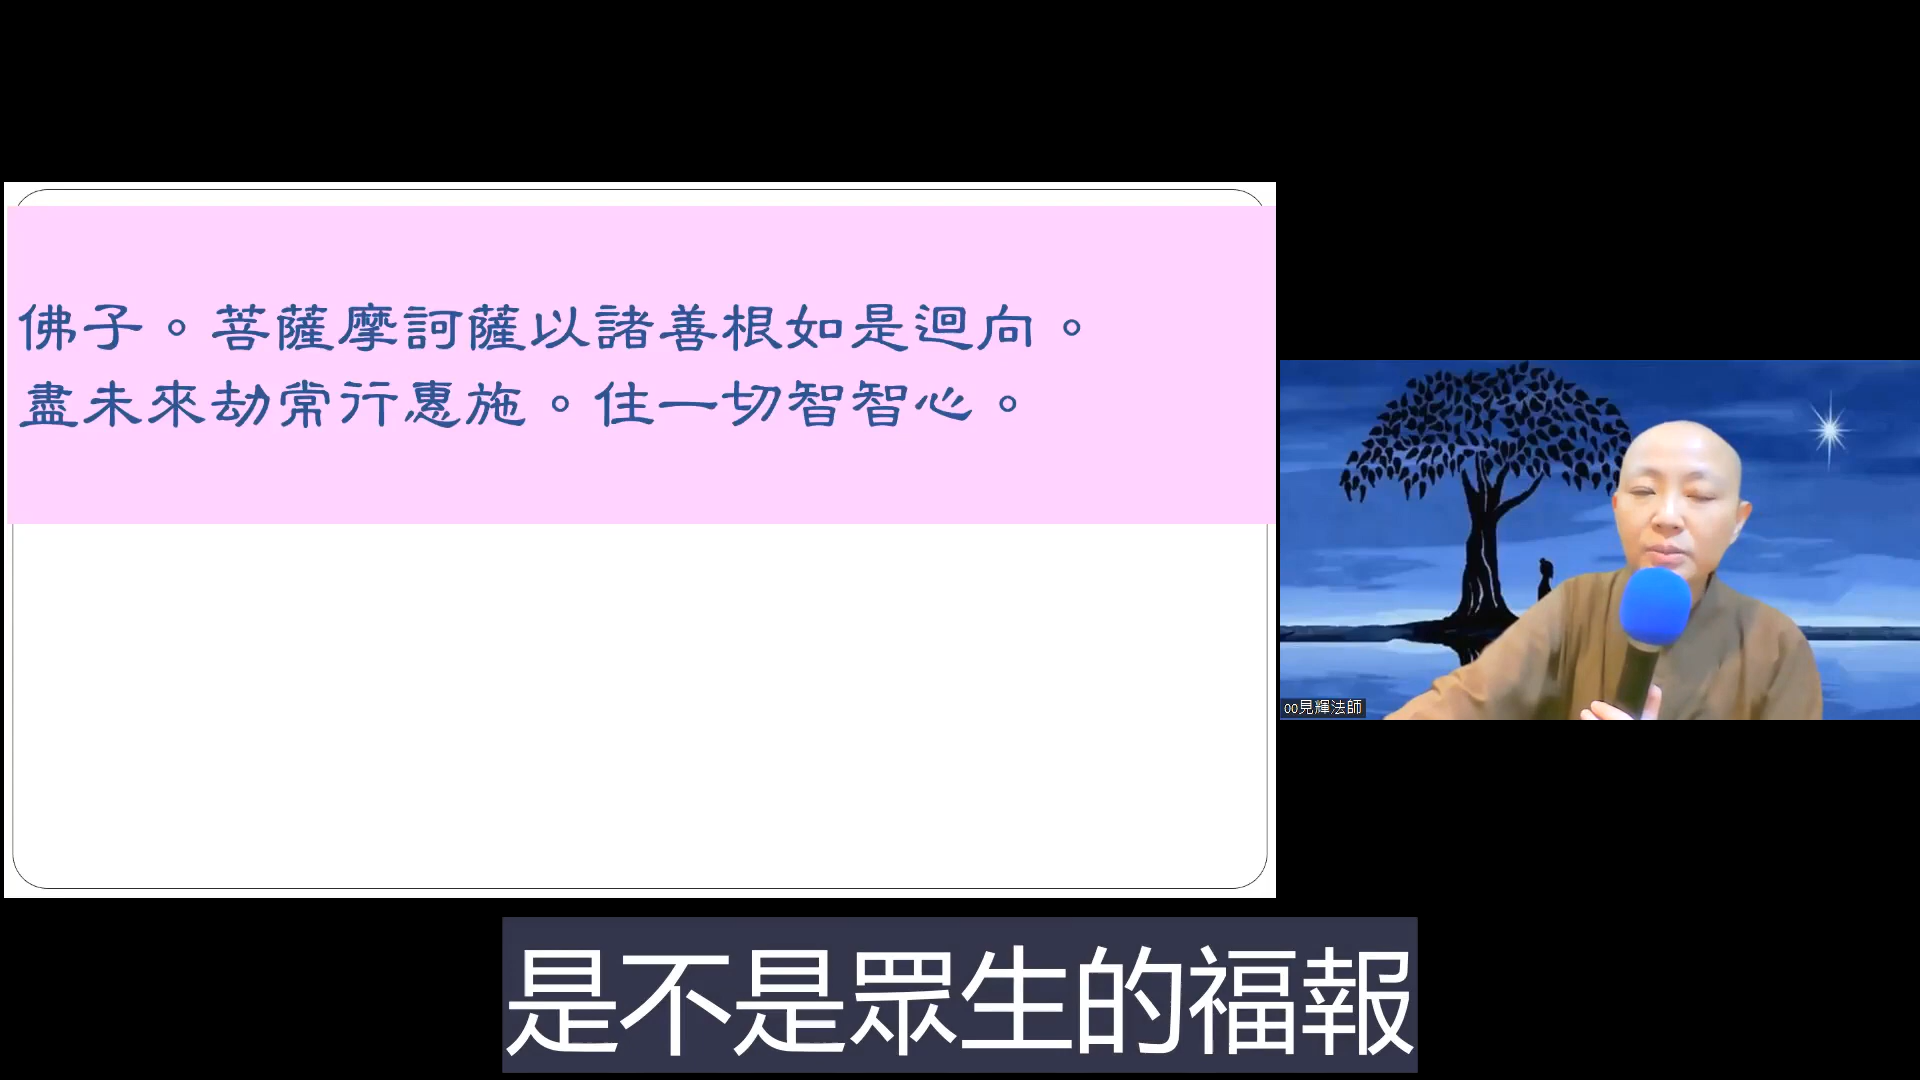 佛子。菩薩摩訶薩以諸善根如是迴向。
盡未來劫常行惠施。住一切智智心。
oo見輝法師
是不是眾生的福報